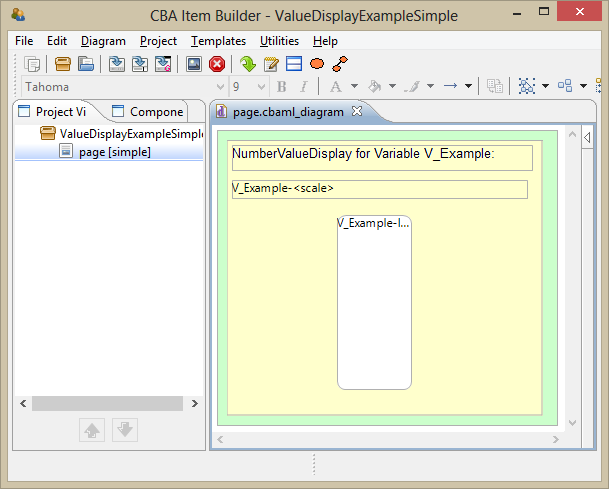 CBA Item Builder - ValueDisplayExampleSimple
File Edit Diagram Project Templates Utilities Help
Tahoma 9 B I A
Project Vi Compone page.cbaml_diagram
ValueDisplayExampleSimple
page [simple]
NumberValueDisplay for Variable V_Example:
V_Example-<scale>
V_Example-I...